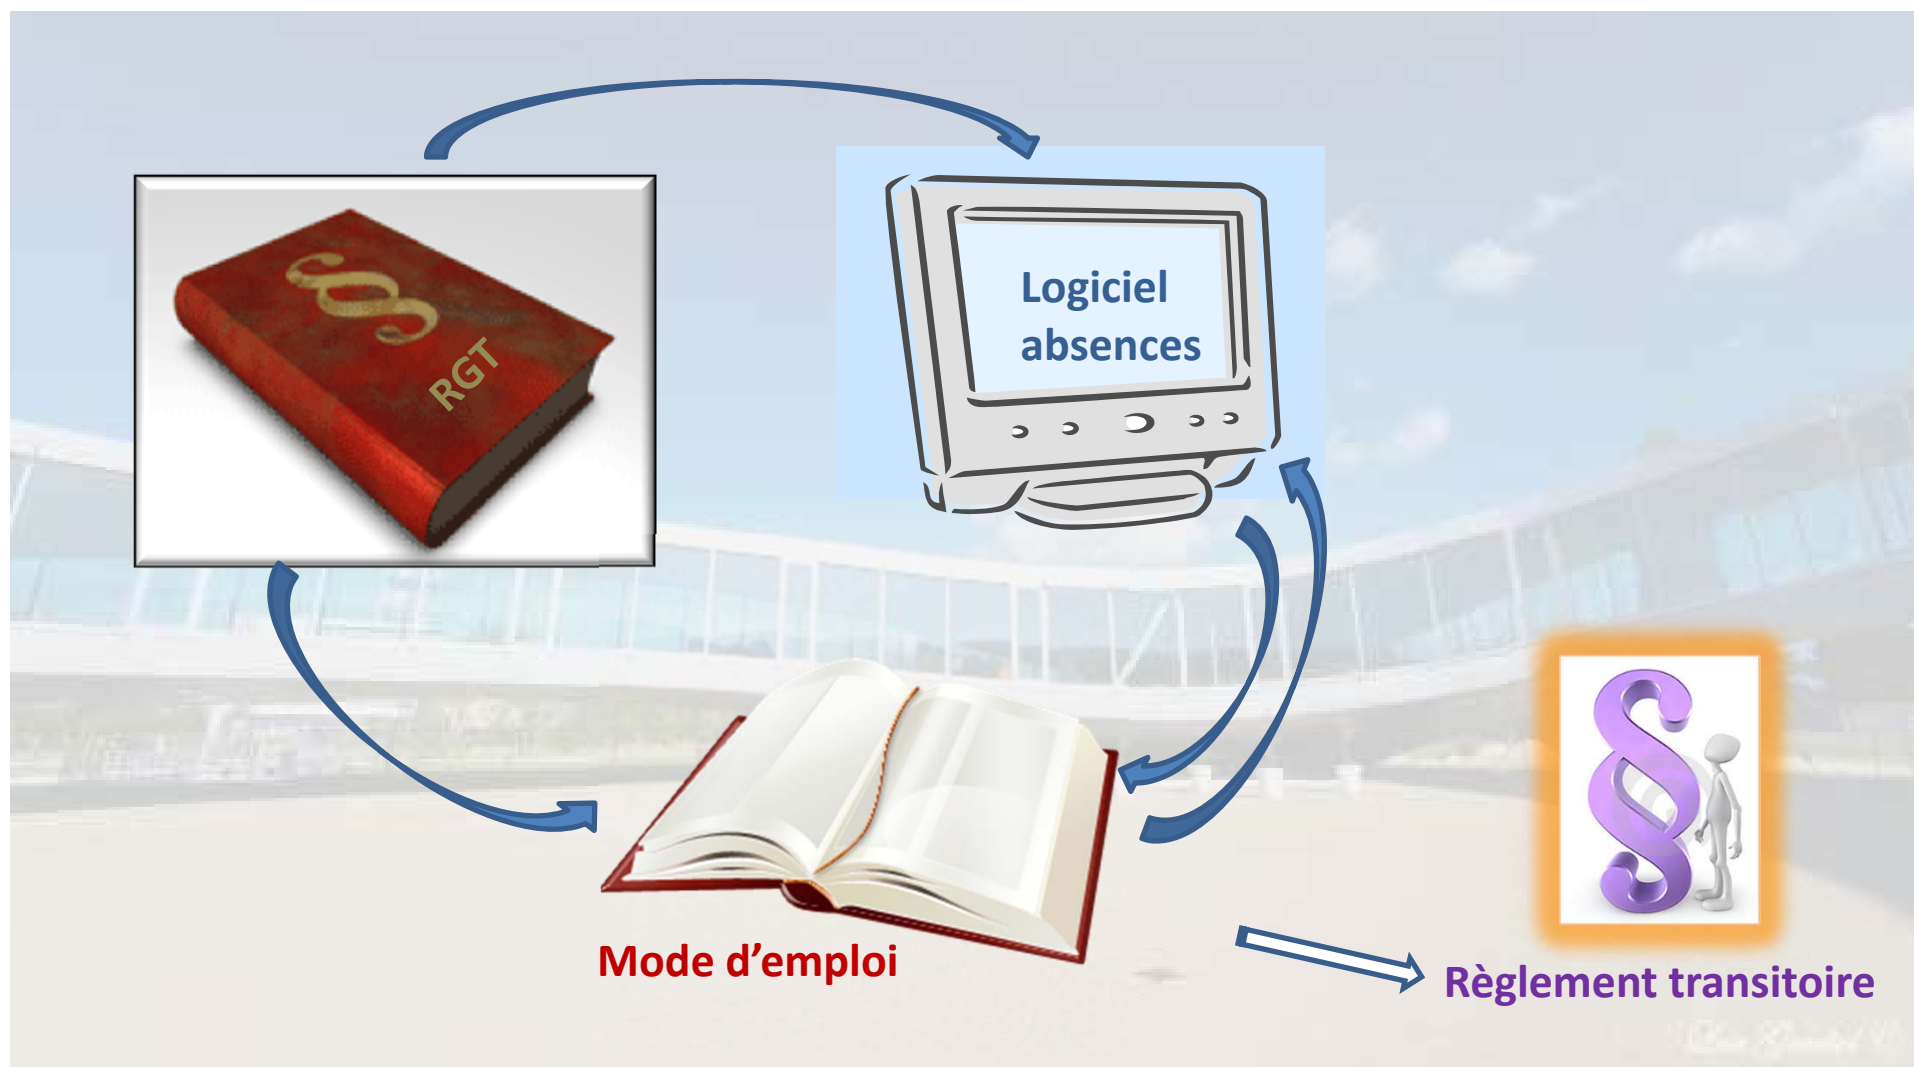 §
RGT
Logiciel
absences
Mode d’emploi
§
Règlement transitoire